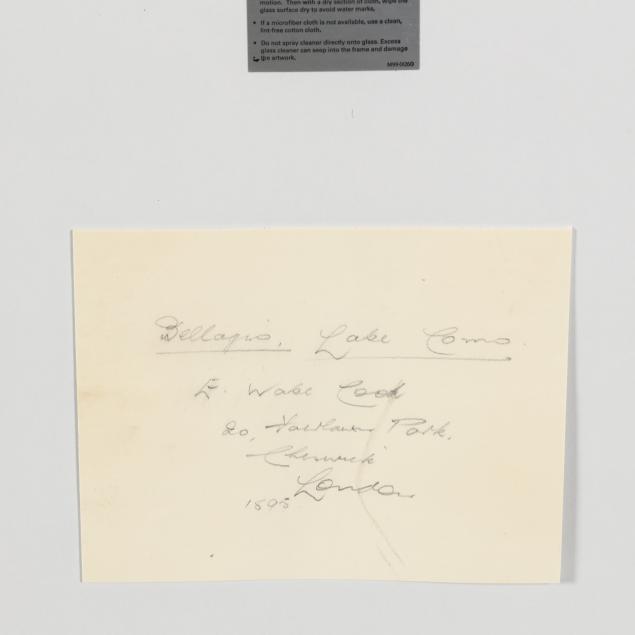 motion. Then with a dry section of cloth, wipe the
glass surface dry to avoid water marks.
• If a microfiber cloth is not available, use a clean,
lint-free cotton cloth.
• Do not spray cleaner directly onto glass. Excess
glass cleaner can seep into the frame and damage
the artwork.
M99-0I260
Bellagio, Lake Como
E. Wake Cook
20, Park,
Chiswick
London
1895